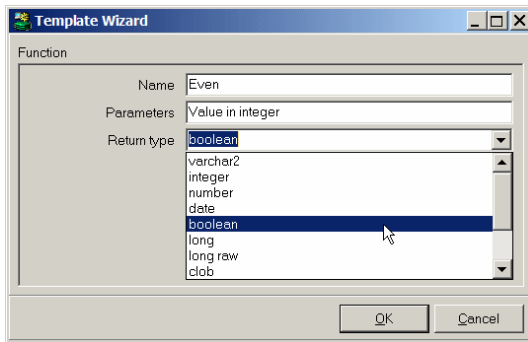 Template Wizard
Function
Name Even
Parameters Value in integer
Return type boolean
varchar2
integer
number
date
boolean
long
long raw
clob
OK Cancel